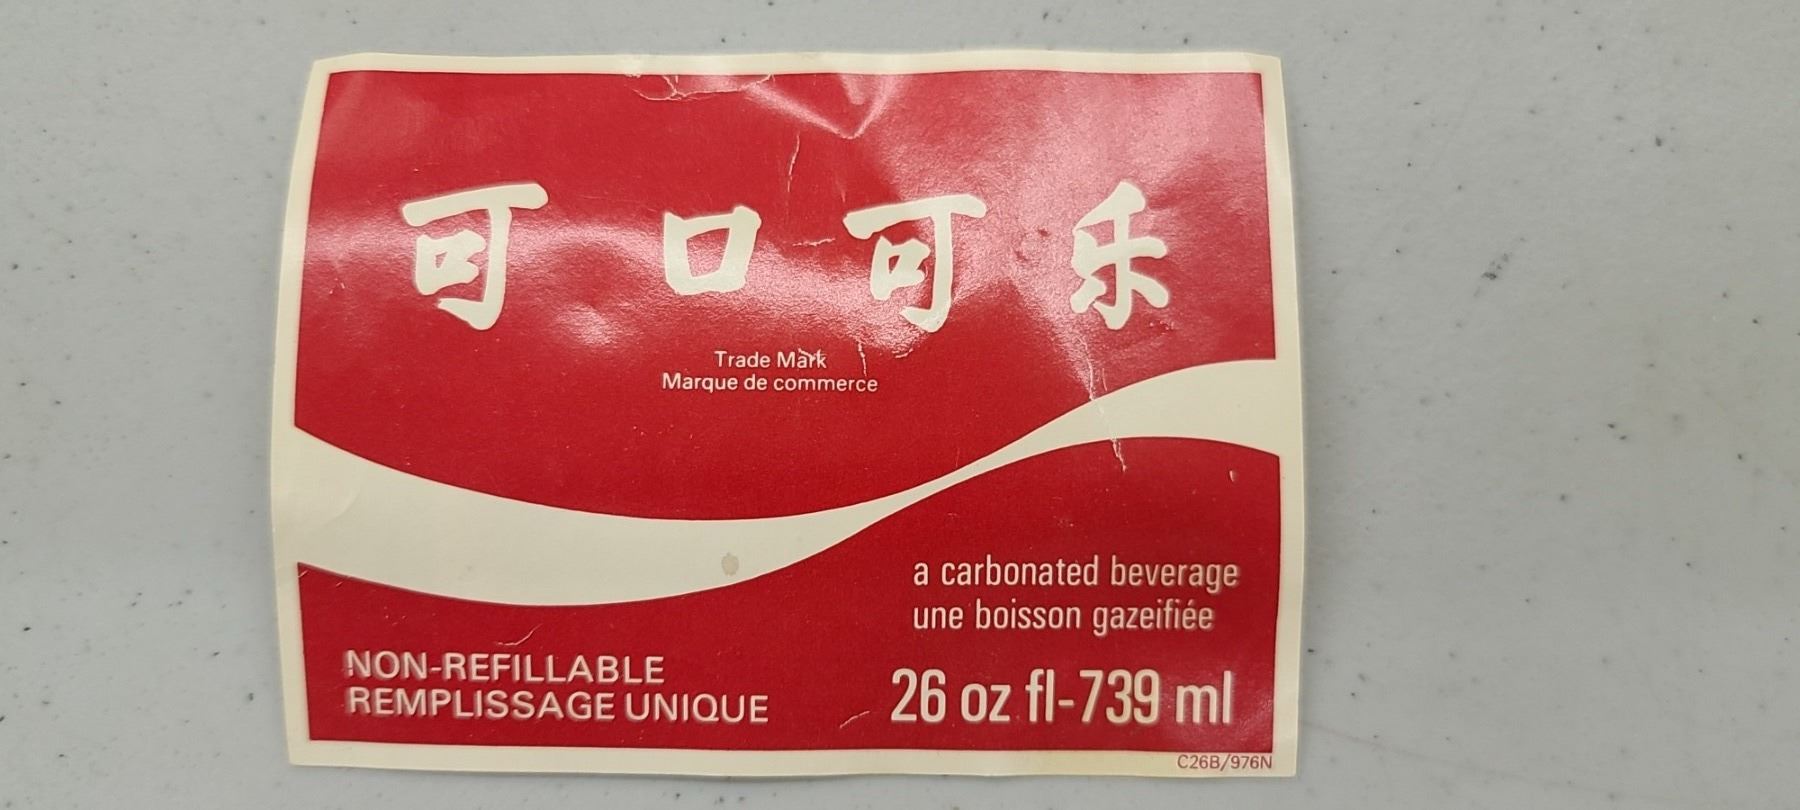 可口可乐
Trade Mark
Marque de commerce
a carbonated beverage
une boisson gazeifiée
NON-REFILLABLE
REMPLISSAGE UNIQUE
26 oz fl-739 ml
C26B/976N